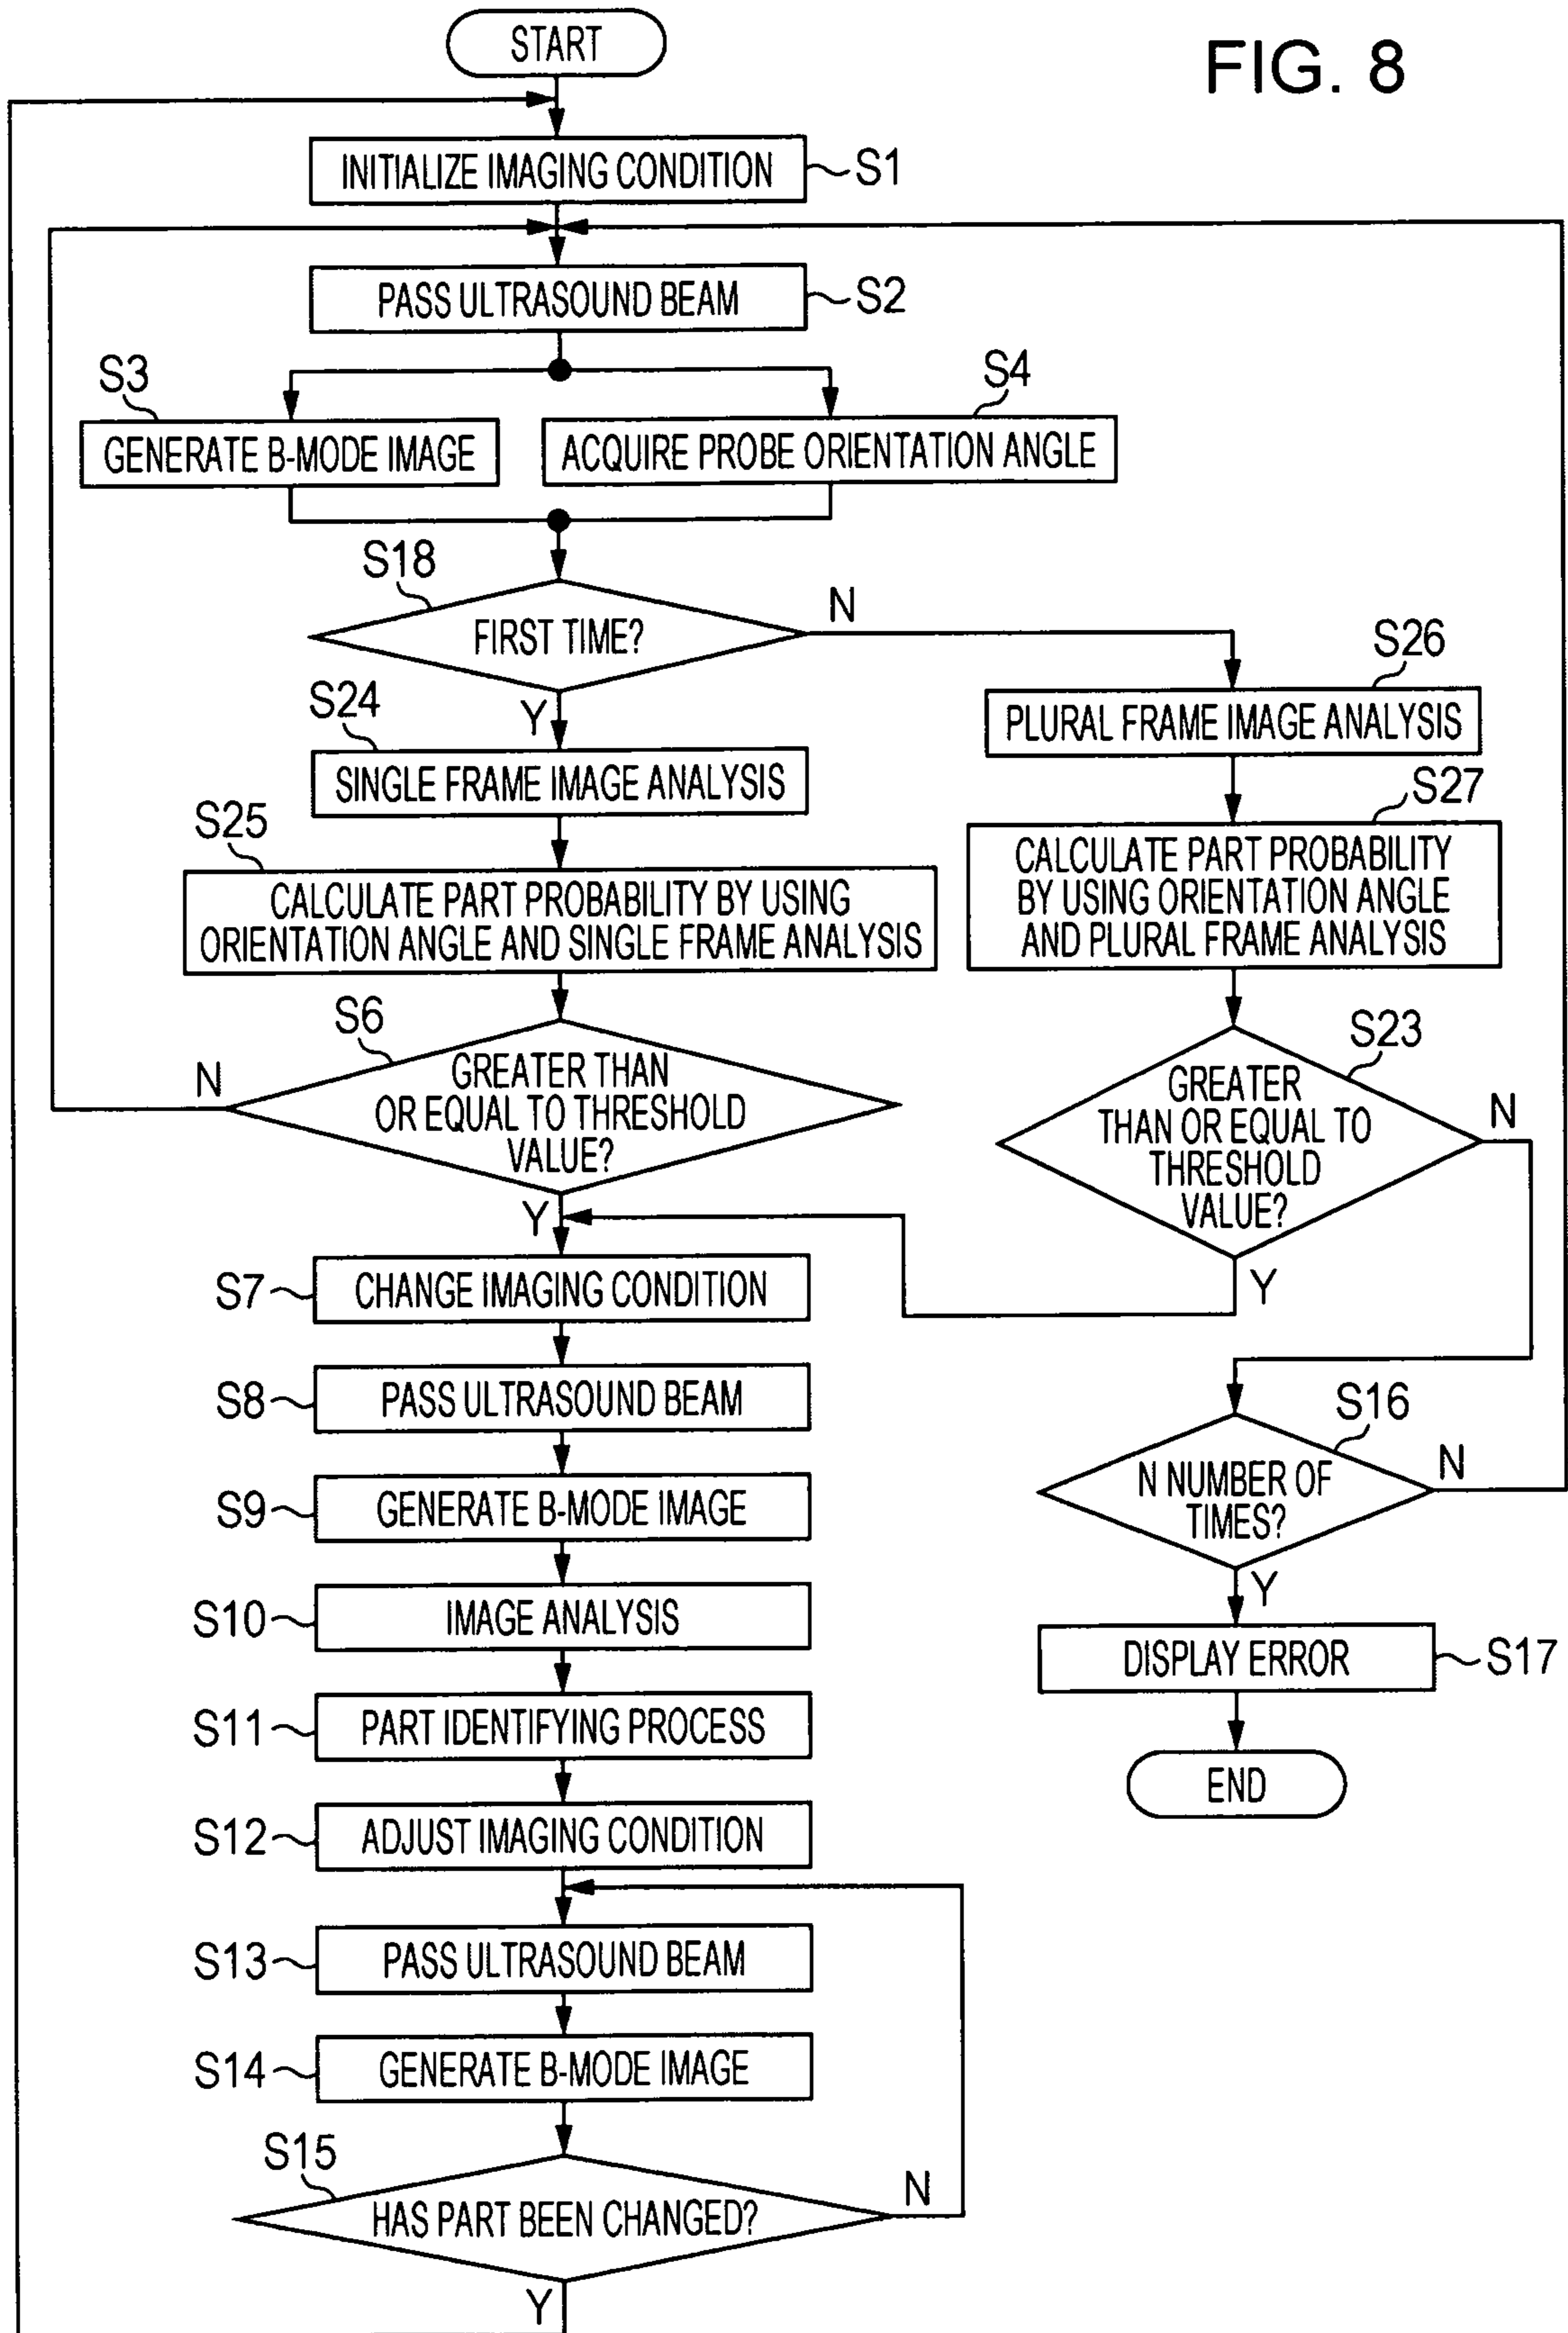 FIG. 8
START
INITIALIZE IMAGING CONDITION
S1
PASS ULTRASOUND BEAM
S2
S3
GENERATE B-MODE IMAGE
S4
ACQUIRE PROBE ORIENTATION ANGLE
S18
FIRST TIME?
N
Y
S24
SINGLE FRAME IMAGE ANALYSIS
S25
CALCULATE PART PROBABILITY BY USING
ORIENTATION ANGLE AND SINGLE FRAME ANALYSIS
S6
GREATER THAN
OR EQUAL TO THRESHOLD
VALUE?
N
Y
S26
PLURAL FRAME IMAGE ANALYSIS
S27
CALCULATE PART PROBABILITY
BY USING ORIENTATION ANGLE
AND PLURAL FRAME ANALYSIS
S23
GREATER
THAN OR EQUAL TO
THRESHOLD
VALUE?
N
Y
S7
CHANGE IMAGING CONDITION
S8
PASS ULTRASOUND BEAM
S9
GENERATE B-MODE IMAGE
S10
IMAGE ANALYSIS
S11
PART IDENTIFYING PROCESS
S12
ADJUST IMAGING CONDITION
S13
PASS ULTRASOUND BEAM
S14
GENERATE B-MODE IMAGE
S15
HAS PART BEEN CHANGED?
N
Y
S16
N NUMBER OF
TIMES?
N
Y
DISPLAY ERROR
S17
END